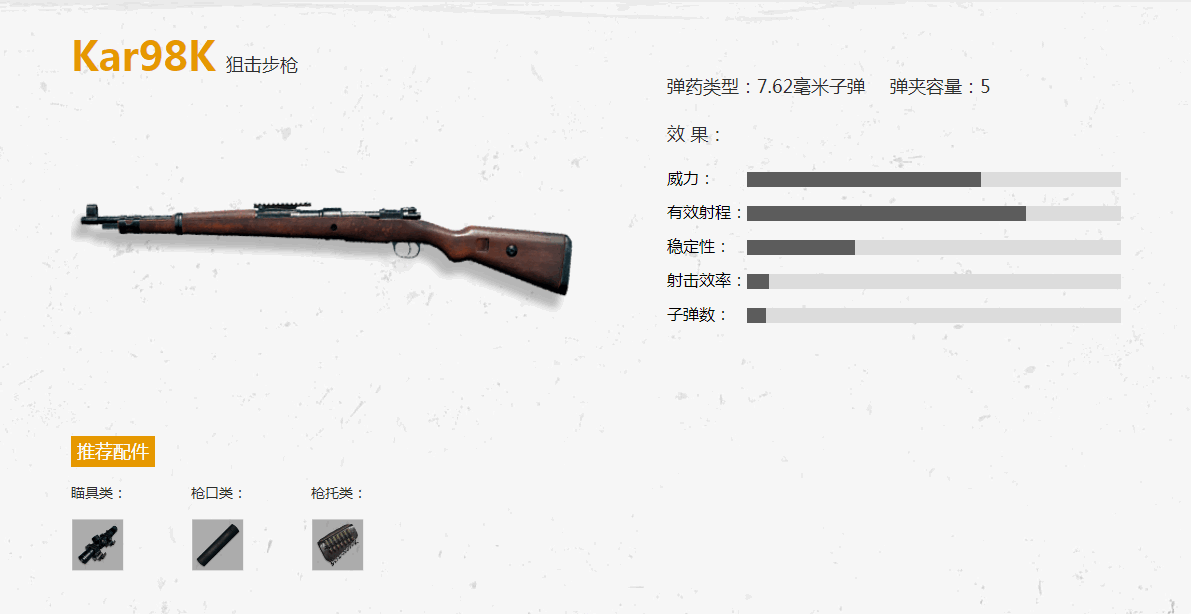 Kar98K 狙击步枪
弹药类型：7.62毫米子弹 弹夹容量：5
效 果：
威力：
有效射程：
稳定性：
射击效率：
子弹数：
推荐配件
瞄具类： 枪口类： 枪托类：